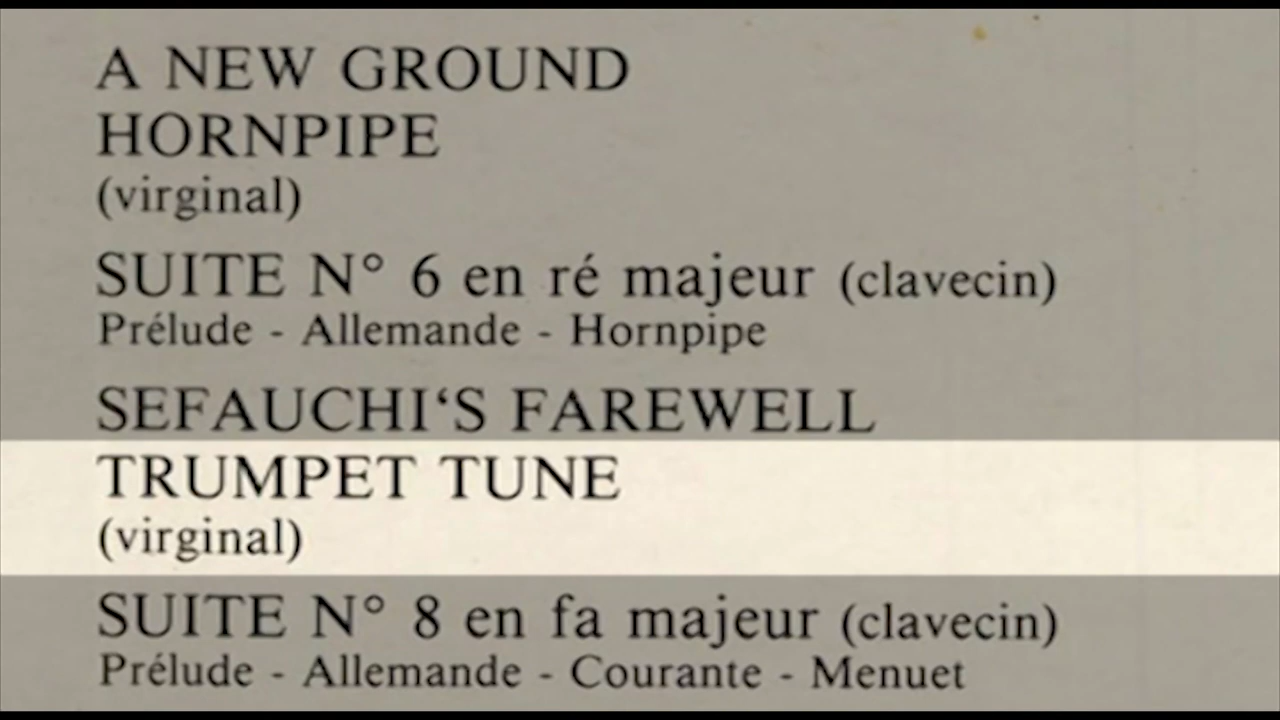 A NEW GROUND
HORNPIPE
(virginal)
SUITE N° 6 en ré majeur (clavecin)
Prélude - Allemande - Hornpipe
SEFAUCHI‘S FAREWELL
TRUMPET TUNE
(virginal)
SUITE N° 8 en fa majeur (clavecin)
Prélude - Allemande - Courante - Menuet